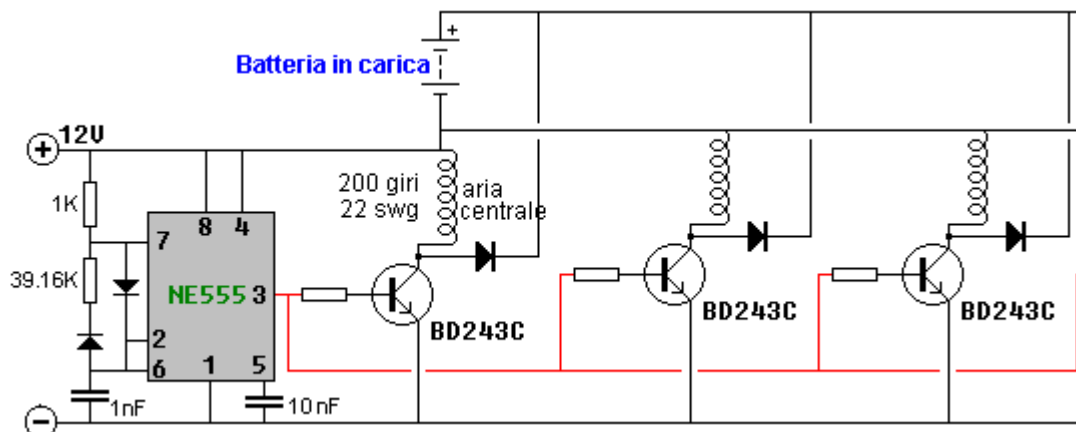 +
Batteria in carica
+ 12V
200 giri
22 swg
aria
centrale
1K
8 4
7
39.16K
NE555 3
BD243C
BD243C
BD243C
2
6
1 5
1nF
10nF
−